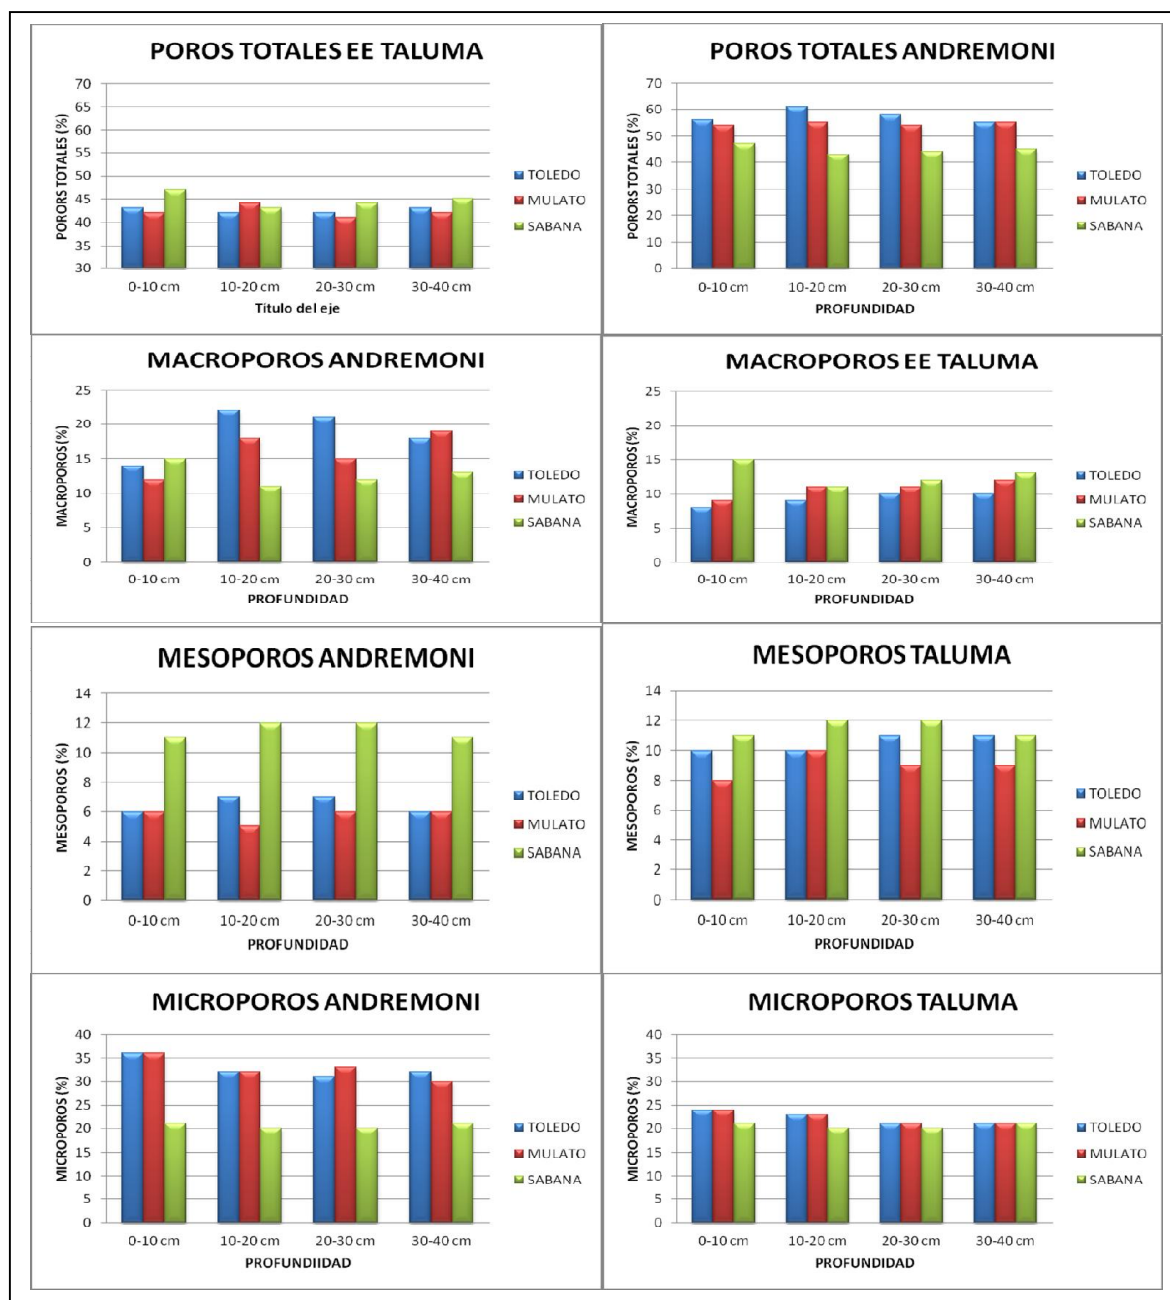 POROS TOTALES EE TALUMA
70
65
60
55
50
45
40
35
30
PORORS TOTALES (%)
0-10 cm 10-20 cm 20-30 cm 30-40 cm
Titulo del eje
TOLEDO
MULATO
SABANA
POROS TOTALES ANDREMONI
70
60
50
40
30
20
10
0
PORORS TOTALES (%)
0-10 cm 10-20 cm 20-30 cm 30-40 cm
PROFUNDIDAD
TOLEDO
MULATO
SABANA
MACROPOROS ANDREMONI
25
20
15
10
5
0
MACROPOROS (%)
0-10 cm 10-20 cm 20-30 cm 30-40 cm
PROFUNDIDAD
TOLEDO
MULATO
SABANA
MACROPOROS EE TALUMA
25
20
15
10
5
0
MACROPOROS (%)
0-10 cm 10-20 cm 20-30 cm 30-40 cm
PROFUNDIDAD
TOLEDO
MULATO
SABANA
MESOPOROS ANDREMONI
14
12
10
8
6
4
2
0
MESOPOROS (%)
0-10 cm 10-20 cm 20-30 cm 30-40 cm
PROFUNDIDAD
TOLEDO
MULATO
SABANA
MESOPOROS TALUMA
14
12
10
8
6
4
2
0
MESOPOROS (%)
0-10 cm 10-20 cm 20-30 cm 30-40 cm
PROFUNDIDAD
TOLEDO
MULATO
SABANA
MICROPOROS ANDREMONI
40
35
30
25
20
15
10
5
0
MICROPOROS (%)
0-10 cm 10-20 cm 20-30 cm 30-40 cm
PROFUNDIIDAD
TOLEDO
MULATO
SABANA
MICROPOROS TALUMA
40
35
30
25
20
15
10
5
0
MICROPOROS (%)
0-10 cm 10-20 cm 20-30 cm 30-40 cm
PROFUNDIDAD
TOLEDO
MULATO
SABANA